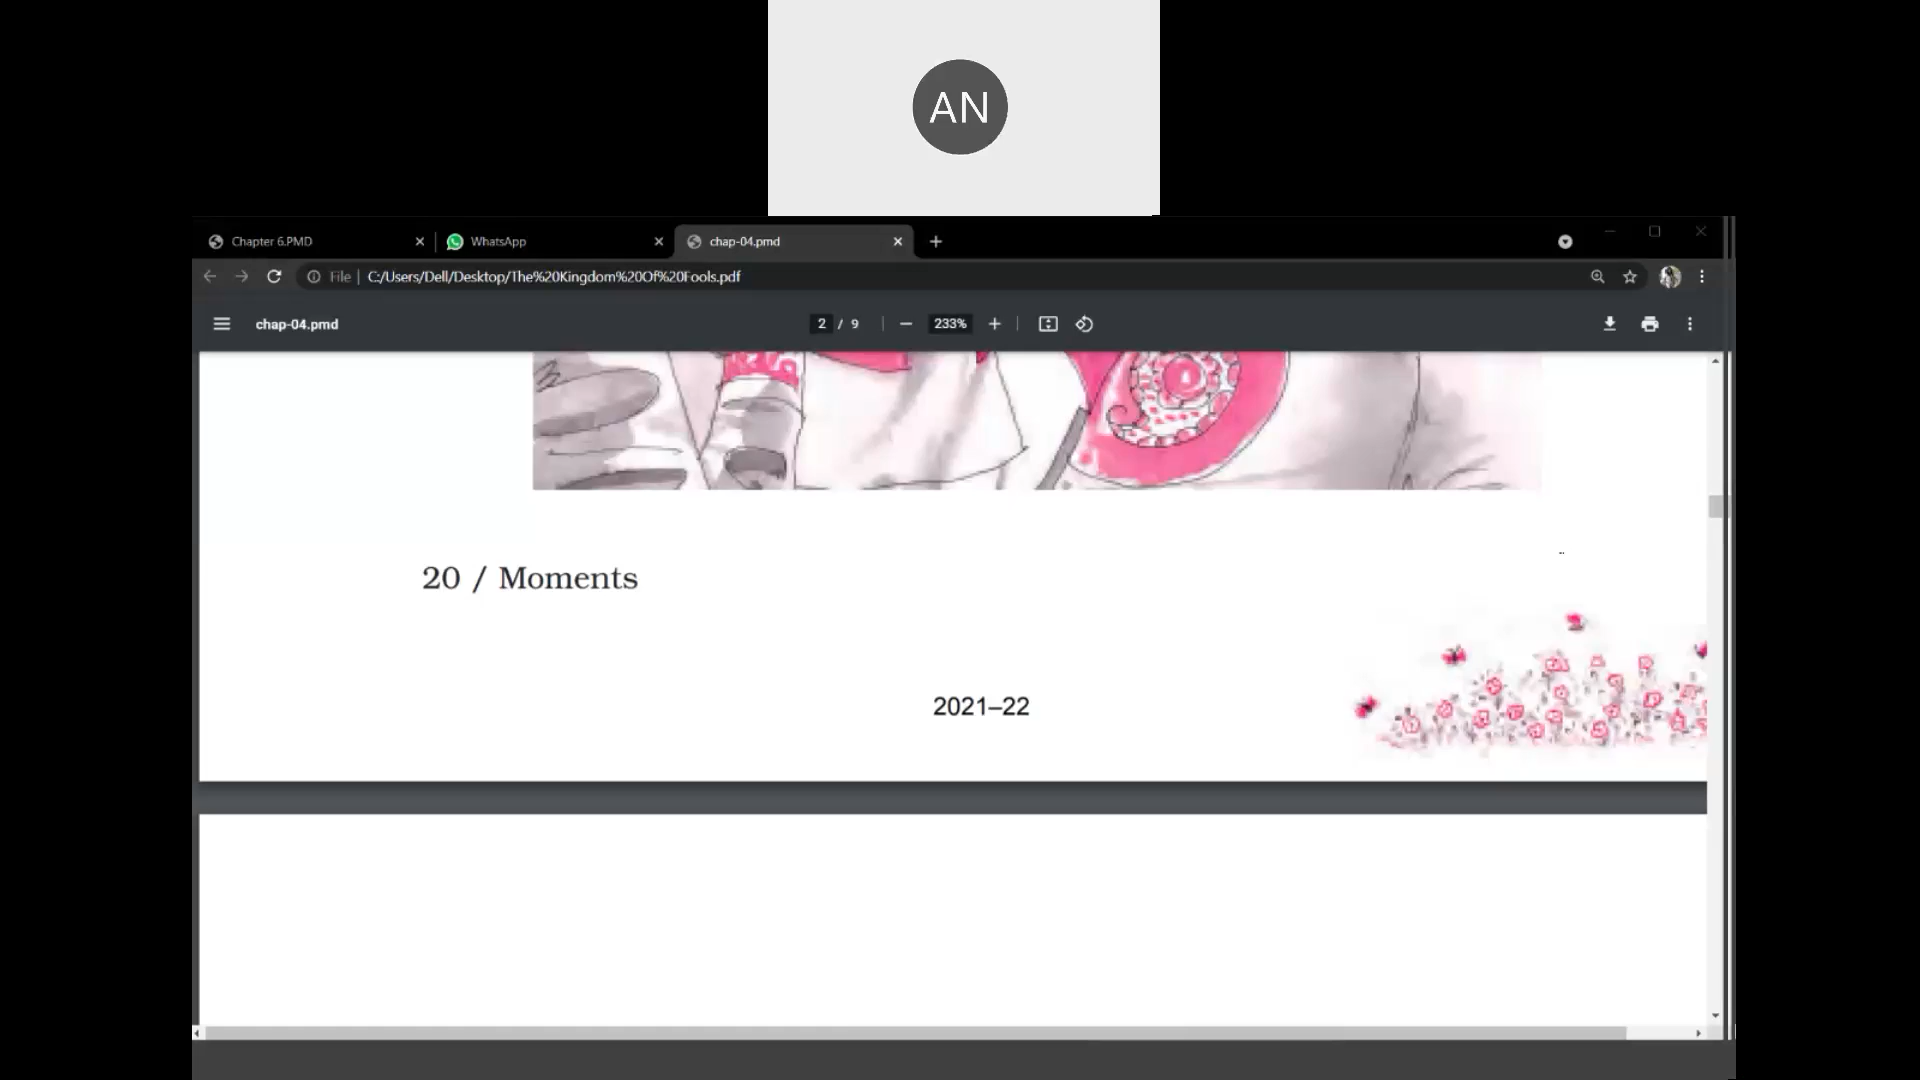 AN
Chapter 6.PMD
WhatsApp
chap-04.pmd
File | C:/Users/Dell/Desktop/The%20Kingdom%20Of%20Fools.pdf
chap-04.pmd
2 / 9
233%
20 / Moments
2021–22